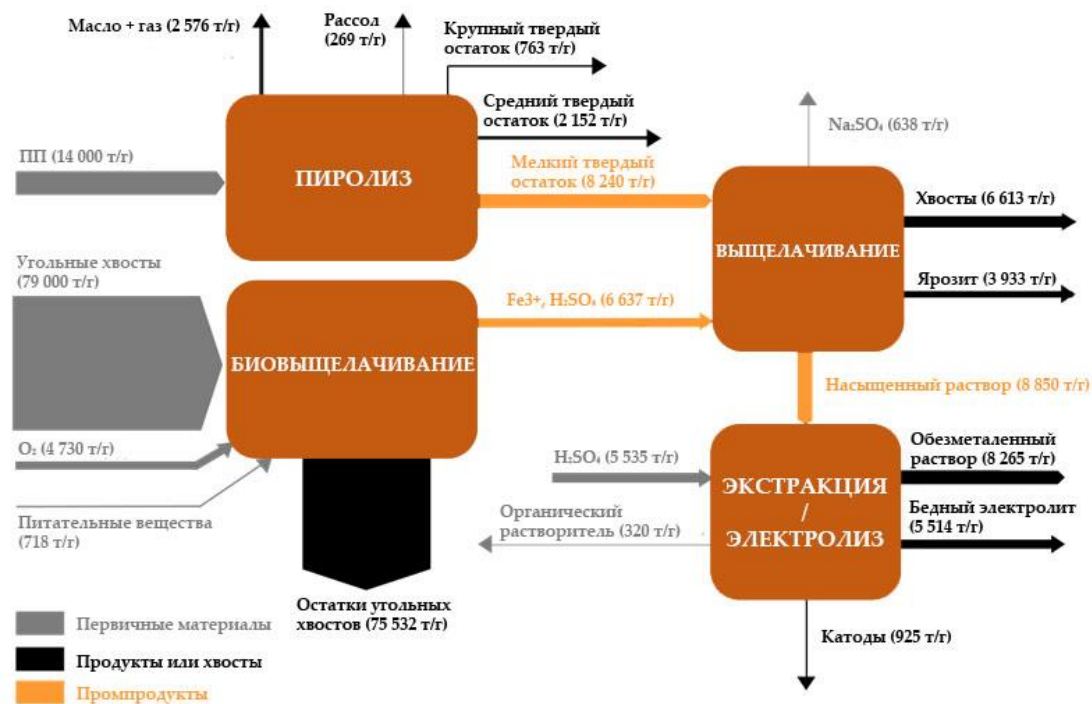 Масло + газ (2 576 т/г)
Рассол
(269 т/г)
Крупный твердый
остаток (763 т/г)
Средний твердый
остаток (2 152 т/г)
Na₂SO₄ (638 т/г)
ПП (14 000 т/г)
ПИРОЛИЗ
Мелкий твердый
остаток (8 240 т/г)
Хвосты (6 613 т/г)
ВЫЩЕЛАЧИВАНИЕ
Угольные хвосты
(79 000 т/г)
Ярозит (3 933 т/г)
Fe3+, H₂SO₄ (6 637 т/г)
БИОВЫЩЕЛАЧИВАНИЕ
Насыщенный раствор (8 850 т/г)
O₂ (4 730 т/г)
H₂SO₄ (5 535 т/г)
Обезметаленный
раствор (8 265 т/г)
ЭКСТРАКЦИЯ
/
ЭЛЕКТРОЛИЗ
Питательные вещества
(718 т/г)
Органический
растворитель (320 т/г)
Бедный электролит
(5 514 т/г)
Остатки угольных
хвостов (75 532 т/г)
Катоды (925 т/г)
Первичные материалы
Продукты или хвосты
Промпродукты